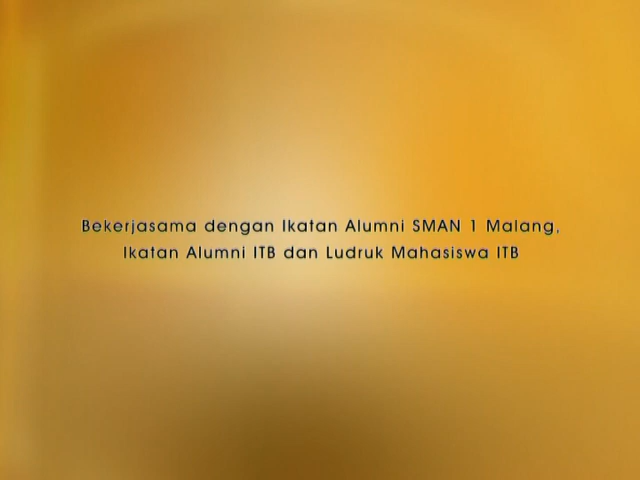 Bekerjasama dengan Ikatan Alumni SMAN 1 Malang,
Ikatan Alumni ITB dan Ludruk Mahasiswa ITB